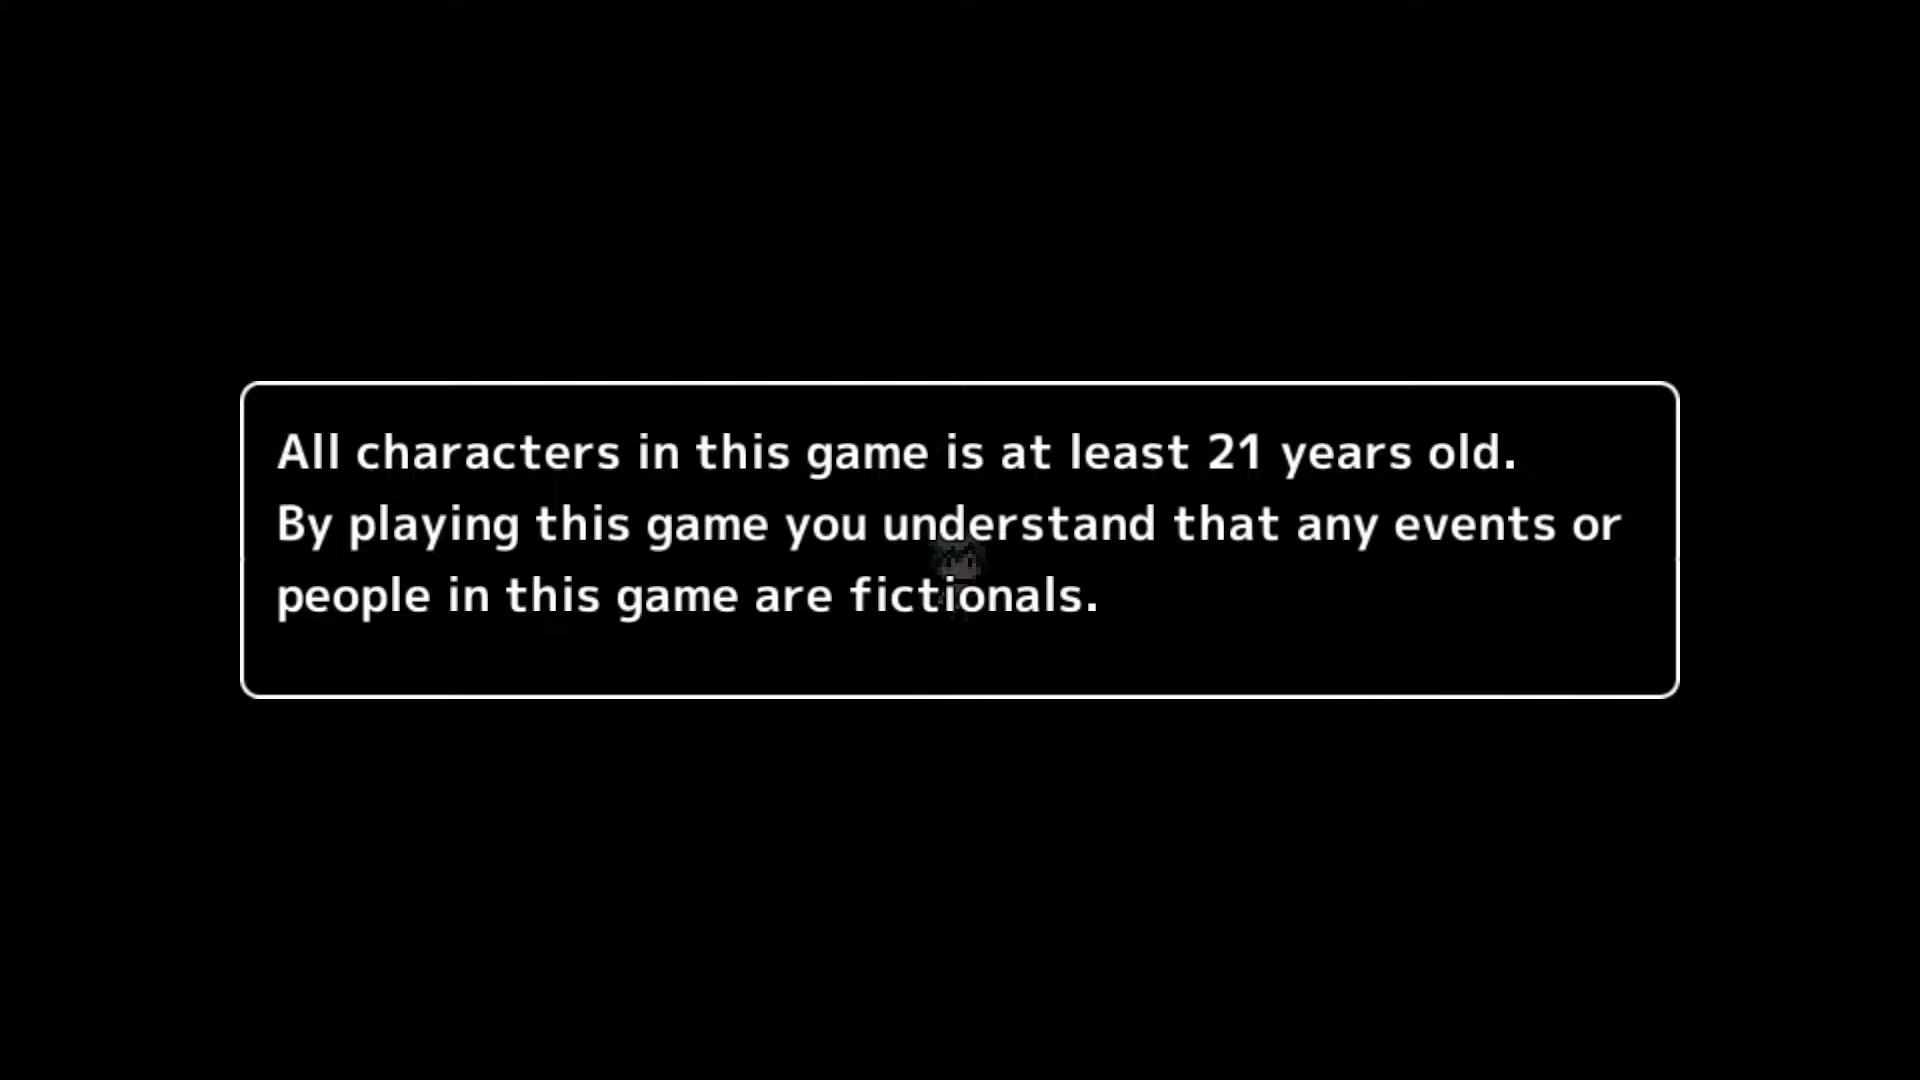 All characters in this game is at least 21 years old.
By playing this game you understand that any events or
people in this game are fictionals.